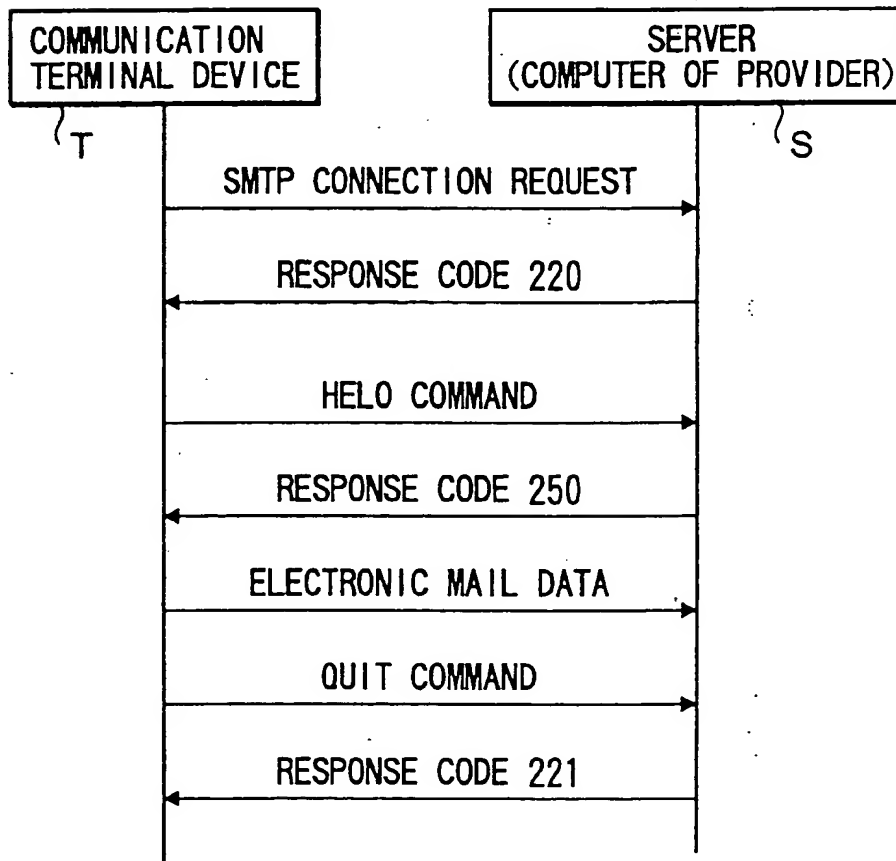 COMMUNICATION
TERMINAL DEVICE
T
SERVER
(COMPUTER OF PROVIDER)
S
SMTP CONNECTION REQUEST
RESPONSE CODE 220
HELO COMMAND
RESPONSE CODE 250
ELECTRONIC MAIL DATA
QUIT COMMAND
RESPONSE CODE 221